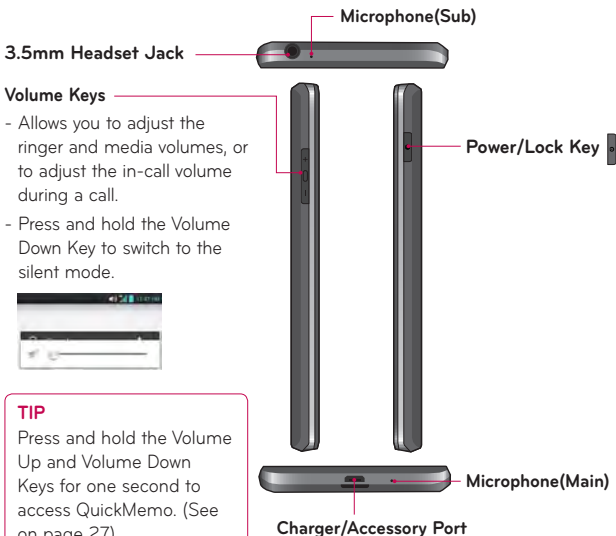 Microphone(Sub)
3.5mm Headset Jack
Volume Keys
- Allows you to adjust the
ringer and media volumes, or
to adjust the in-call volume
during a call.
- Press and hold the Volume
Down Key to switch to the
silent mode.
Power/Lock Key
TIP
Press and hold the Volume
Up and Volume Down
Keys for one second to
access QuickMemo. (See
on page 27)
Microphone(Main)
Charger/Accessory Port